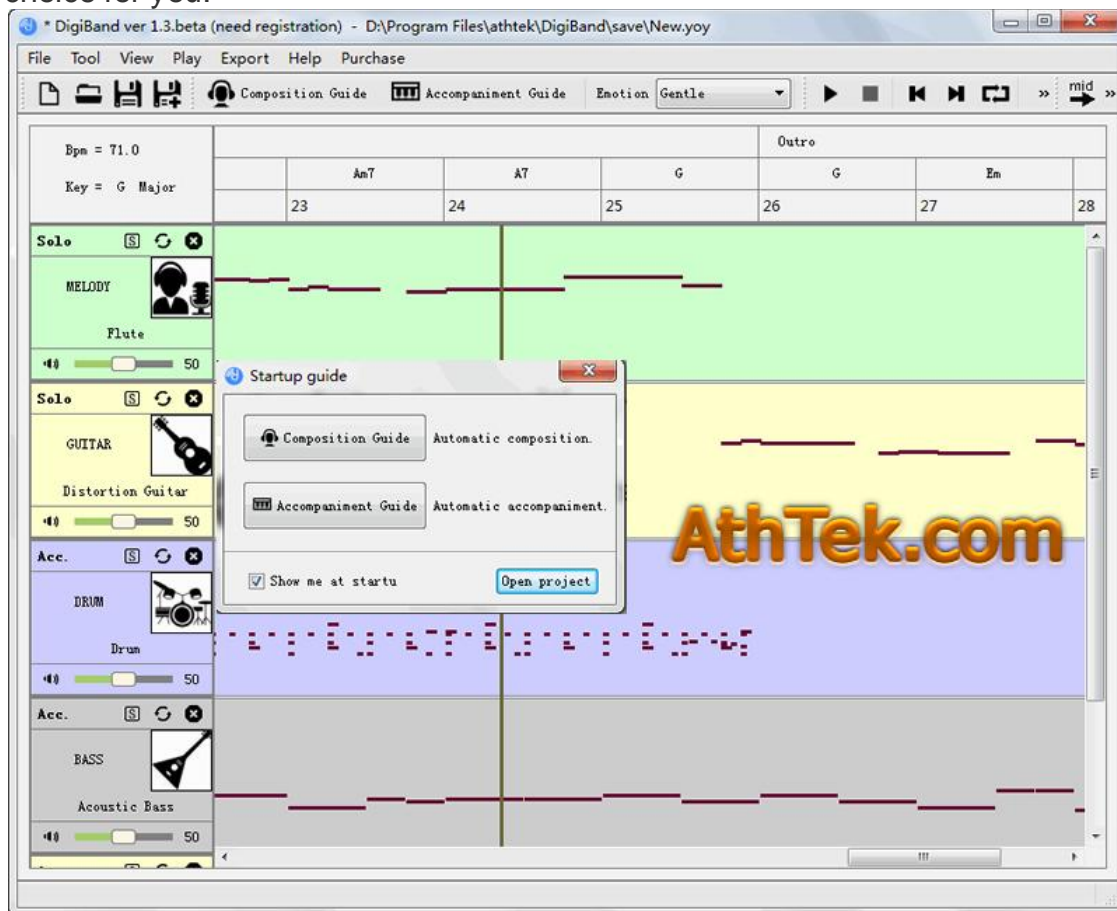 choice for you.
* DigiBand ver 1.3.beta (need registration) - D:\Program Files\athtek\DigiBand\save\New.yoy
File Tool View Play Export Help Purchase
Composition Guide Accompaniment Guide Emotion Gentle » mid »
Bpm = 71.0
Key = G Major
Outro
Am7 A7 G G Em
23 24 25 26 27 28
Solo S
MELODY
Flute
50
Solo S
GUITAR
Distortion Guitar
50
Acc. S
DRUM
Drum
50
Acc. S
BASS
Acoustic Bass
50
Startup guide
Composition Guide Automatic composition.
Accompaniment Guide Automatic accompaniment.
Show me at startu Open project
AthTek.com